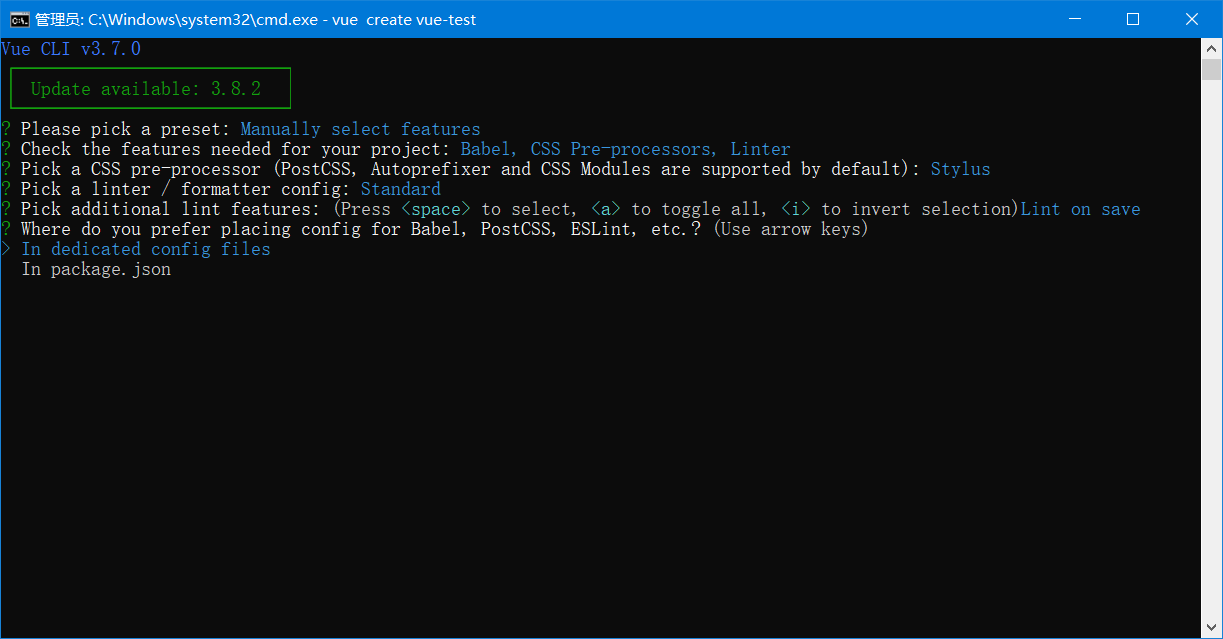 管理员: C:\Windows\system32\cmd.exe - vue  create vue-test
Vue CLI v3.7.0
Update available: 3.8.2
? Please pick a preset: Manually select features
? Check the features needed for your project: Babel, CSS Pre-processors, Linter
? Pick a CSS pre-processor (PostCSS, Autoprefixer and CSS Modules are supported by default): Stylus
? Pick a linter / formatter config: Standard
? Pick additional lint features: (Press <space> to select, <a> to toggle all, <i> to invert selection)Lint on save
? Where do you prefer placing config for Babel, PostCSS, ESLint, etc.? (Use arrow keys)
> In dedicated config files
In package.json